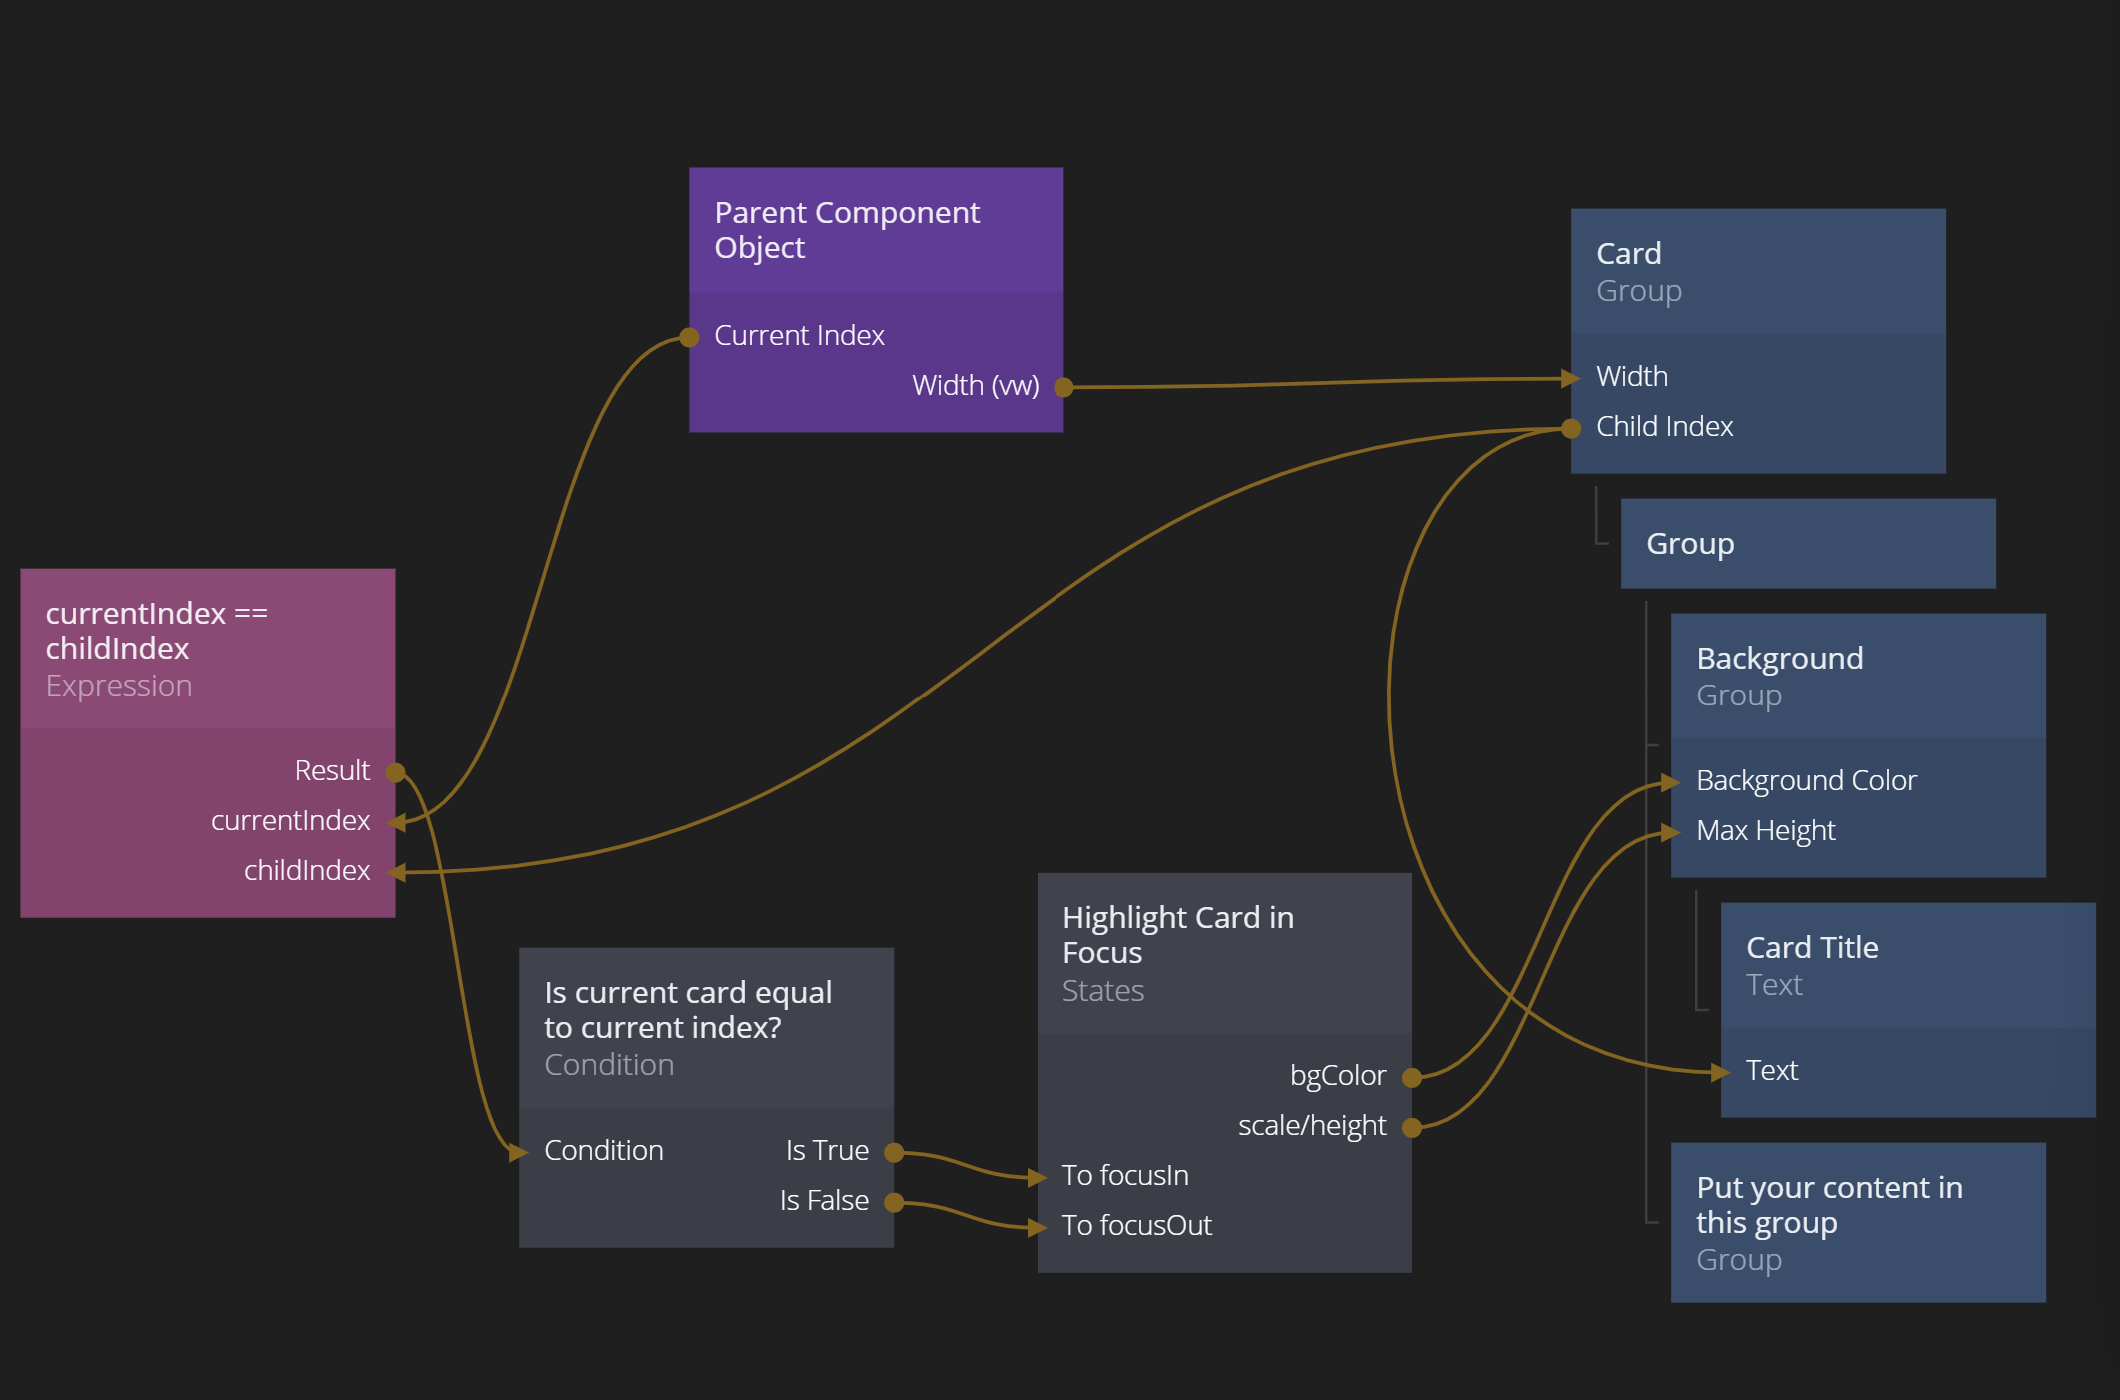 Parent Component
Object
Current Index
Width (vw)
Card
Group
Width
Child Index
Group
currentIndex ==
childIndex
Expression
Result
currentIndex
childIndex
Background
Group
Background Color
Max Height
Is current card equal
to current index?
Condition
Condition Is True
Is False
Highlight Card in
Focus
States
bgColor
scale/height
To focusIn
To focusOut
Card Title
Text
Text
Put your content in
this group
Group